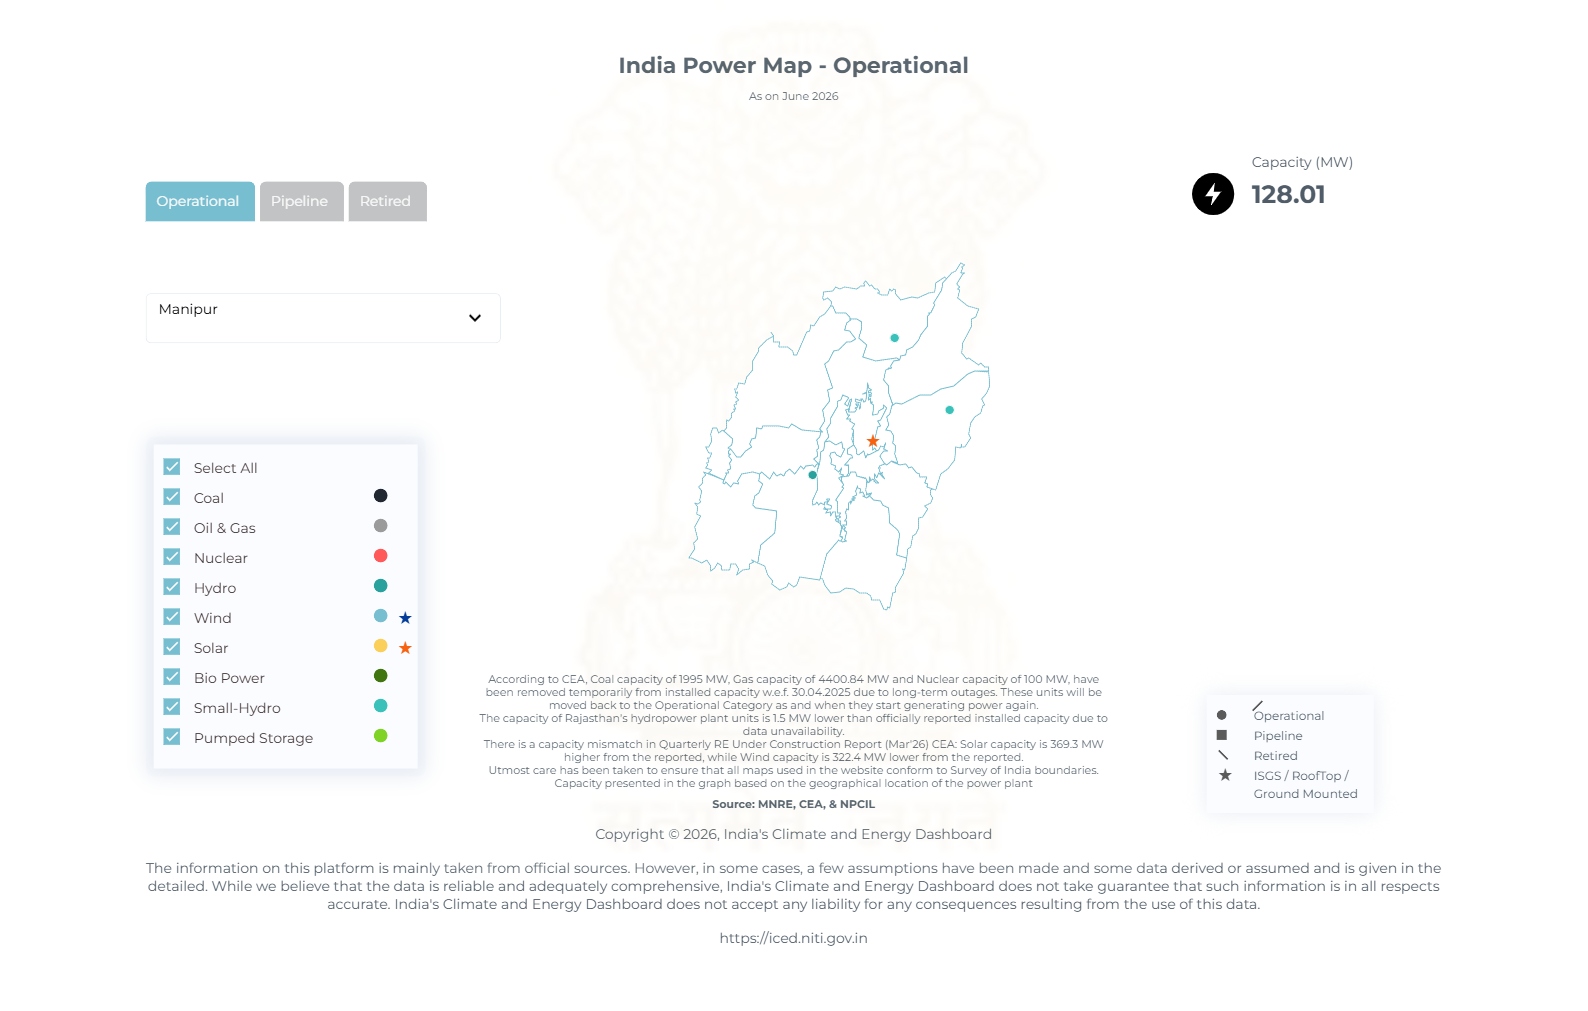 India Power Map - Operational
As on June 2026
Capacity (MW)
128.01
Operational
Pipeline
Retired
Manipur
Select All
Coal
Oil & Gas
Nuclear
Hydro
Wind
Solar
Bio Power
Small-Hydro
Pumped Storage
According to CEA, Coal capacity of 1995 MW, Gas capacity of 4400.84 MW and Nuclear capacity of 100 MW, have
been removed temporarily from installed capacity w.e.f. 30.04.2025 due to long-term outages. These units will be
moved back to the Operational Category as and when they start generating power again.
The capacity of Rajasthan's hydropower plant units is 1.5 MW lower than officially reported installed capacity due to
data unavailability.
There is a capacity mismatch in Quarterly RE Under Construction Report (Mar'26) CEA: Solar capacity is 369.3 MW
higher from the reported, while Wind capacity is 322.4 MW lower from the reported.
Utmost care has been taken to ensure that all maps used in the website conform to Survey of India boundaries.
Capacity presented in the graph based on the geographical location of the power plant
Source: MNRE, CEA, & NPCIL
Operational
Pipeline
Retired
ISGS / RoofTop /
Ground Mounted
Copyright © 2026, India's Climate and Energy Dashboard
The information on this platform is mainly taken from official sources. However, in some cases, a few assumptions have been made and some data derived or assumed and is given in the
detailed. While we believe that the data is reliable and adequately comprehensive, India's Climate and Energy Dashboard does not take guarantee that such information is in all respects
accurate. India's Climate and Energy Dashboard does not accept any liability for any consequences resulting from the use of this data.
https://iced.niti.gov.in